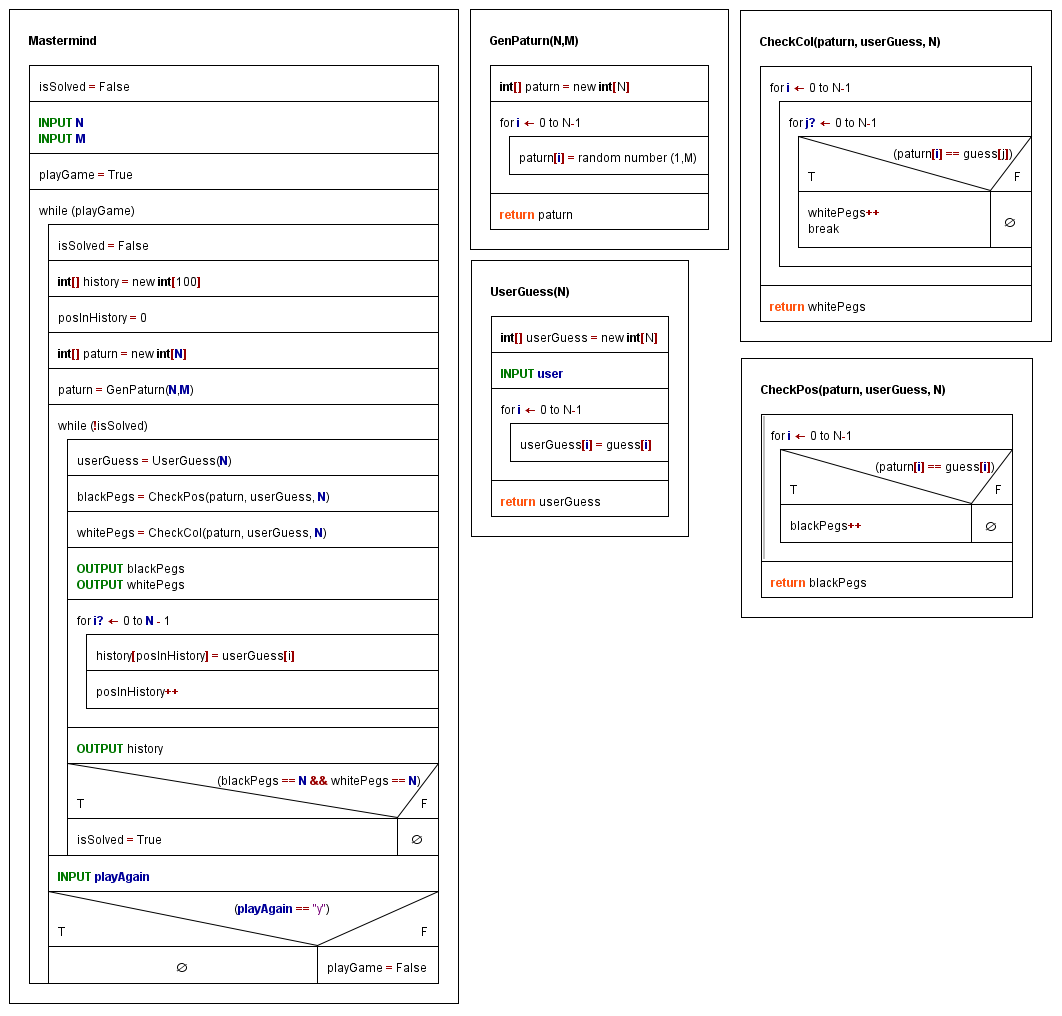 Mastermind
isSolved = False
INPUT N
INPUT M
playGame = True
while (playGame)
isSolved = False
int[] history = new int[100]
posInHistory = 0
int[] paturn = new int[N]
paturn = GenPaturn(N,M)
while (!isSolved)
userGuess = UserGuess(N)
blackPegs = CheckPos(paturn, userGuess, N)
whitePegs = CheckCol(paturn, userGuess, N)
OUTPUT blackPegs
OUTPUT whitePegs
for i? ← 0 to N - 1
history[posInHistory] = userGuess[i]
posInHistory++
OUTPUT history
(blackPegs == N && whitePegs == N)
T F
isSolved = True ∅
INPUT playAgain
(playAgain == "y")
T F
∅ playGame = False
GenPaturn(N,M)
int[] paturn = new int[N]
for i ← 0 to N-1
paturn[i] = random number (1,M)
return paturn
UserGuess(N)
int[] userGuess = new int[N]
INPUT user
for i ← 0 to N-1
userGuess[i] = guess[i]
return userGuess
CheckCol(paturn, userGuess, N)
for i ← 0 to N-1
for j? ← 0 to N-1
(paturn[i] == guess[j])
T F
whitePegs++
break
∅
return whitePegs
CheckPos(paturn, userGuess, N)
for i ← 0 to N-1
(paturn[i] == guess[i])
T F
blackPegs++ ∅
return blackPegs